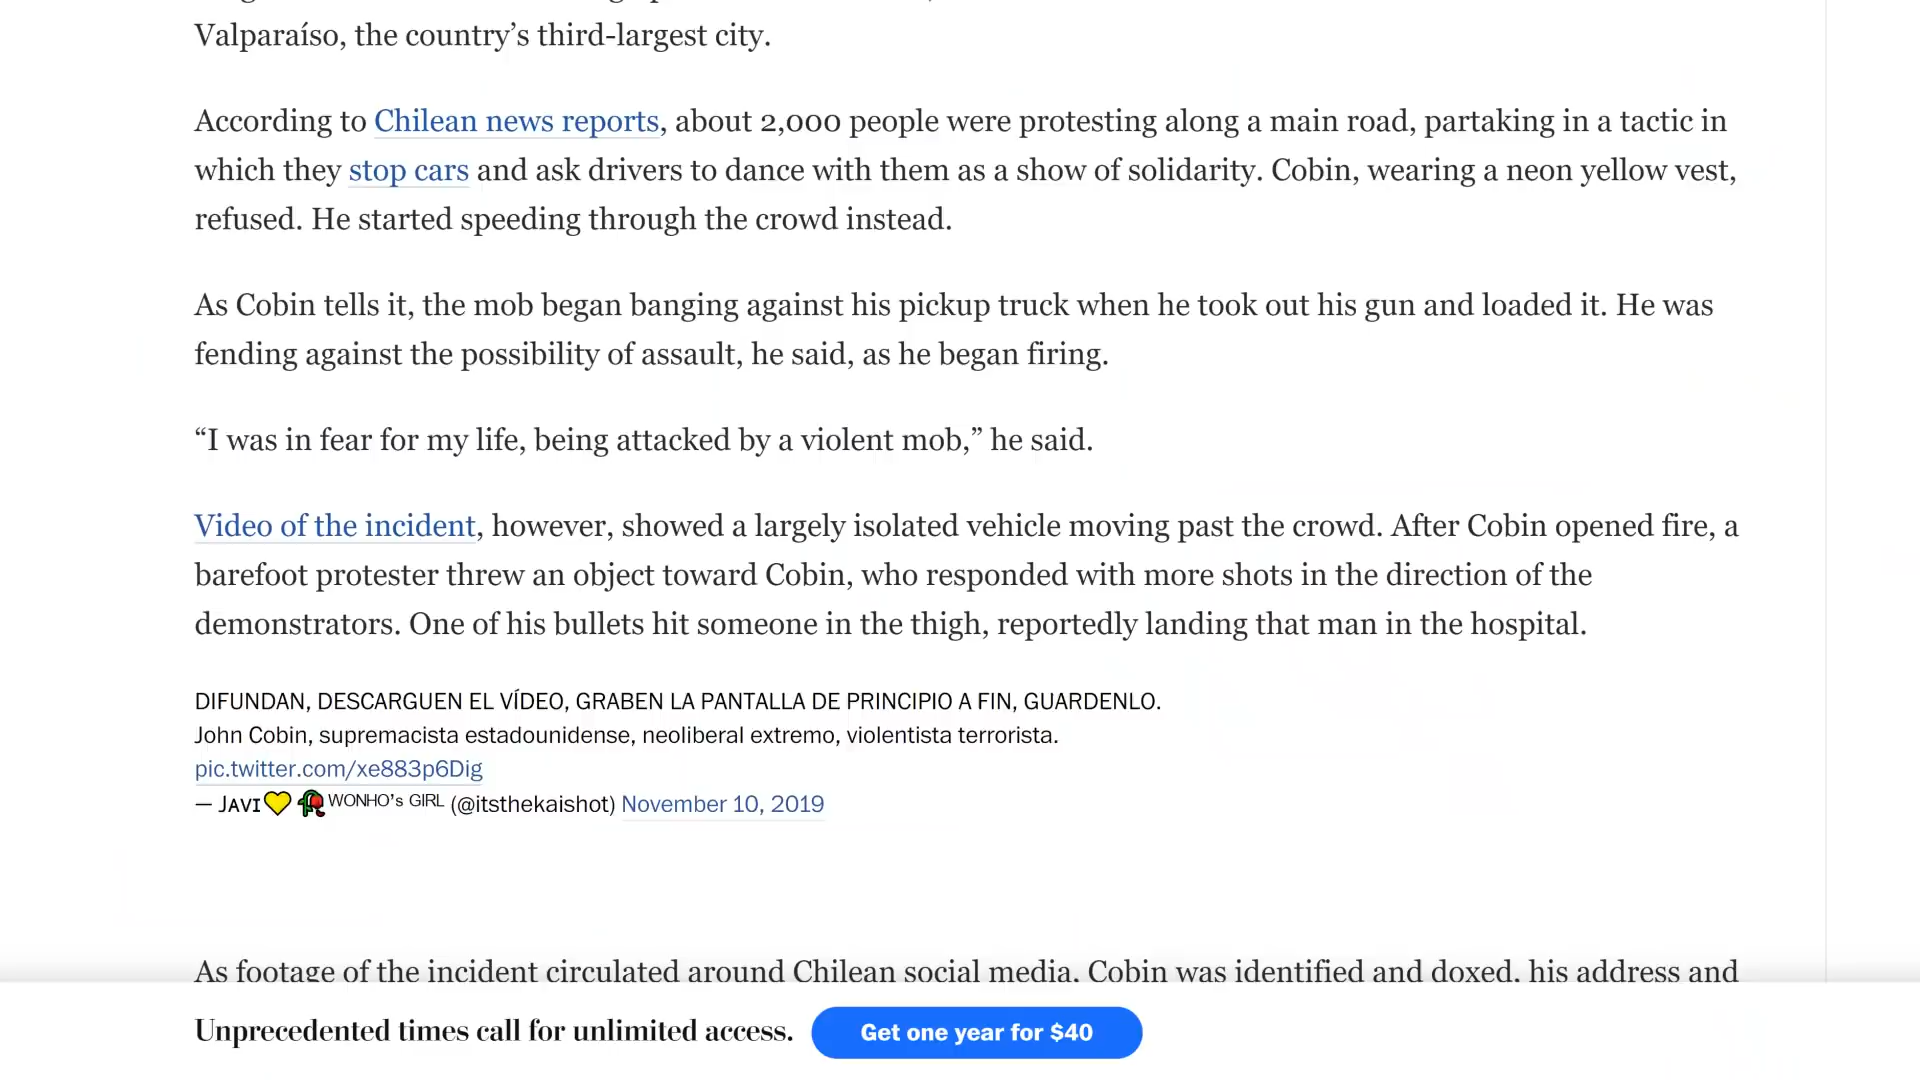 Valparaíso, the country’s third-largest city.
According to Chilean news reports, about 2,000 people were protesting along a main road, partaking in a tactic in
which they stop cars and ask drivers to dance with them as a show of solidarity. Cobin, wearing a neon yellow vest,
refused. He started speeding through the crowd instead.
As Cobin tells it, the mob began banging against his pickup truck when he took out his gun and loaded it. He was
fending against the possibility of assault, he said, as he began firing.
“I was in fear for my life, being attacked by a violent mob,” he said.
Video of the incident, however, showed a largely isolated vehicle moving past the crowd. After Cobin opened fire, a
barefoot protester threw an object toward Cobin, who responded with more shots in the direction of the
demonstrators. One of his bullets hit someone in the thigh, reportedly landing that man in the hospital.
DIFUNDAN, DESCARGUEN EL VÍDEO, GRABEN LA PANTALLA DE PRINCIPIO A FIN, GUARDENLO.
John Cobin, supremacista estadounidense, neoliberal extremo, violentista terrorista.
pic.twitter.com/xe883p6Dig
— Jᴀᴠɪ💛🥀ᵂᴼᴺᴴᴼ’ˢ ᴳᴵᴿᴸ (@itsthekaishot) November 10, 2019
As footage of the incident circulated around Chilean social media, Cobin was identified and doxed, his address and
Unprecedented times call for unlimited access. Get one year for $40